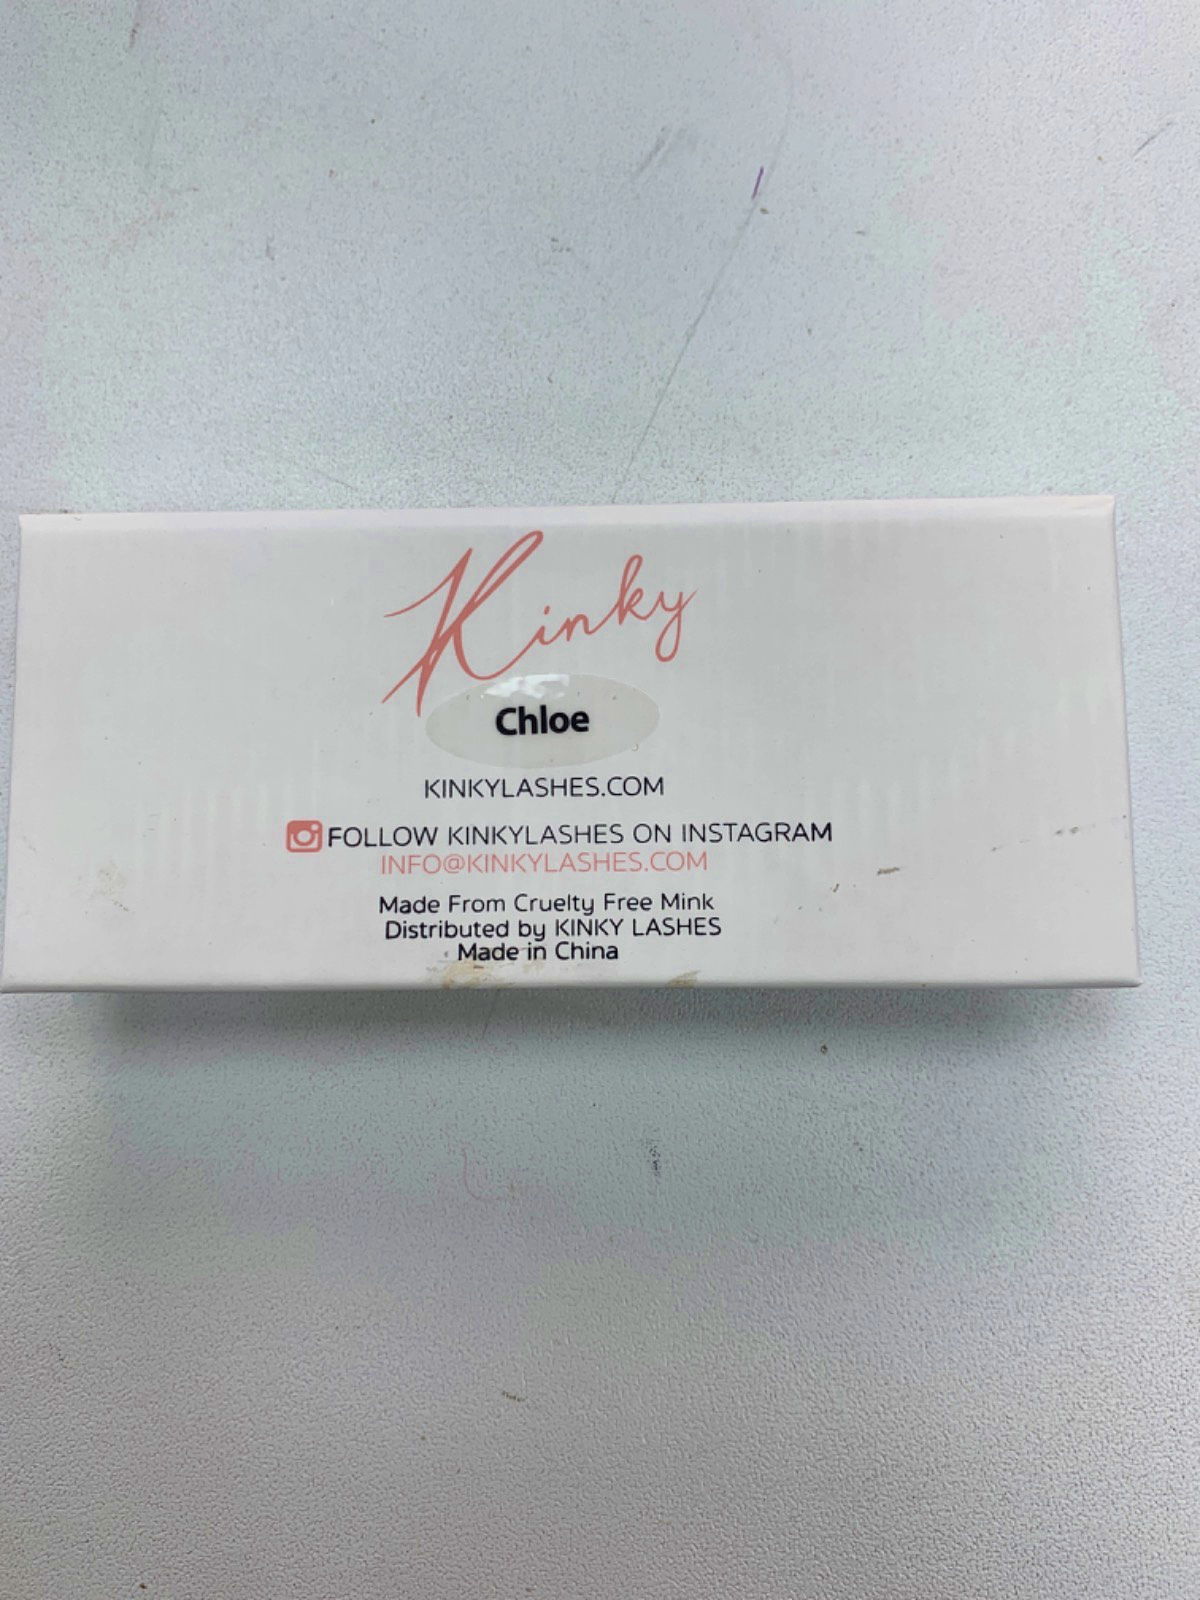 Kinky
Chloe
KINKYLASHES.COM
FOLLOW KINKYLASHES ON INSTAGRAM
INFO@KINKYLASHES.COM
Made From Cruelty Free Mink
Distributed by KINKY LASHES
Made in China